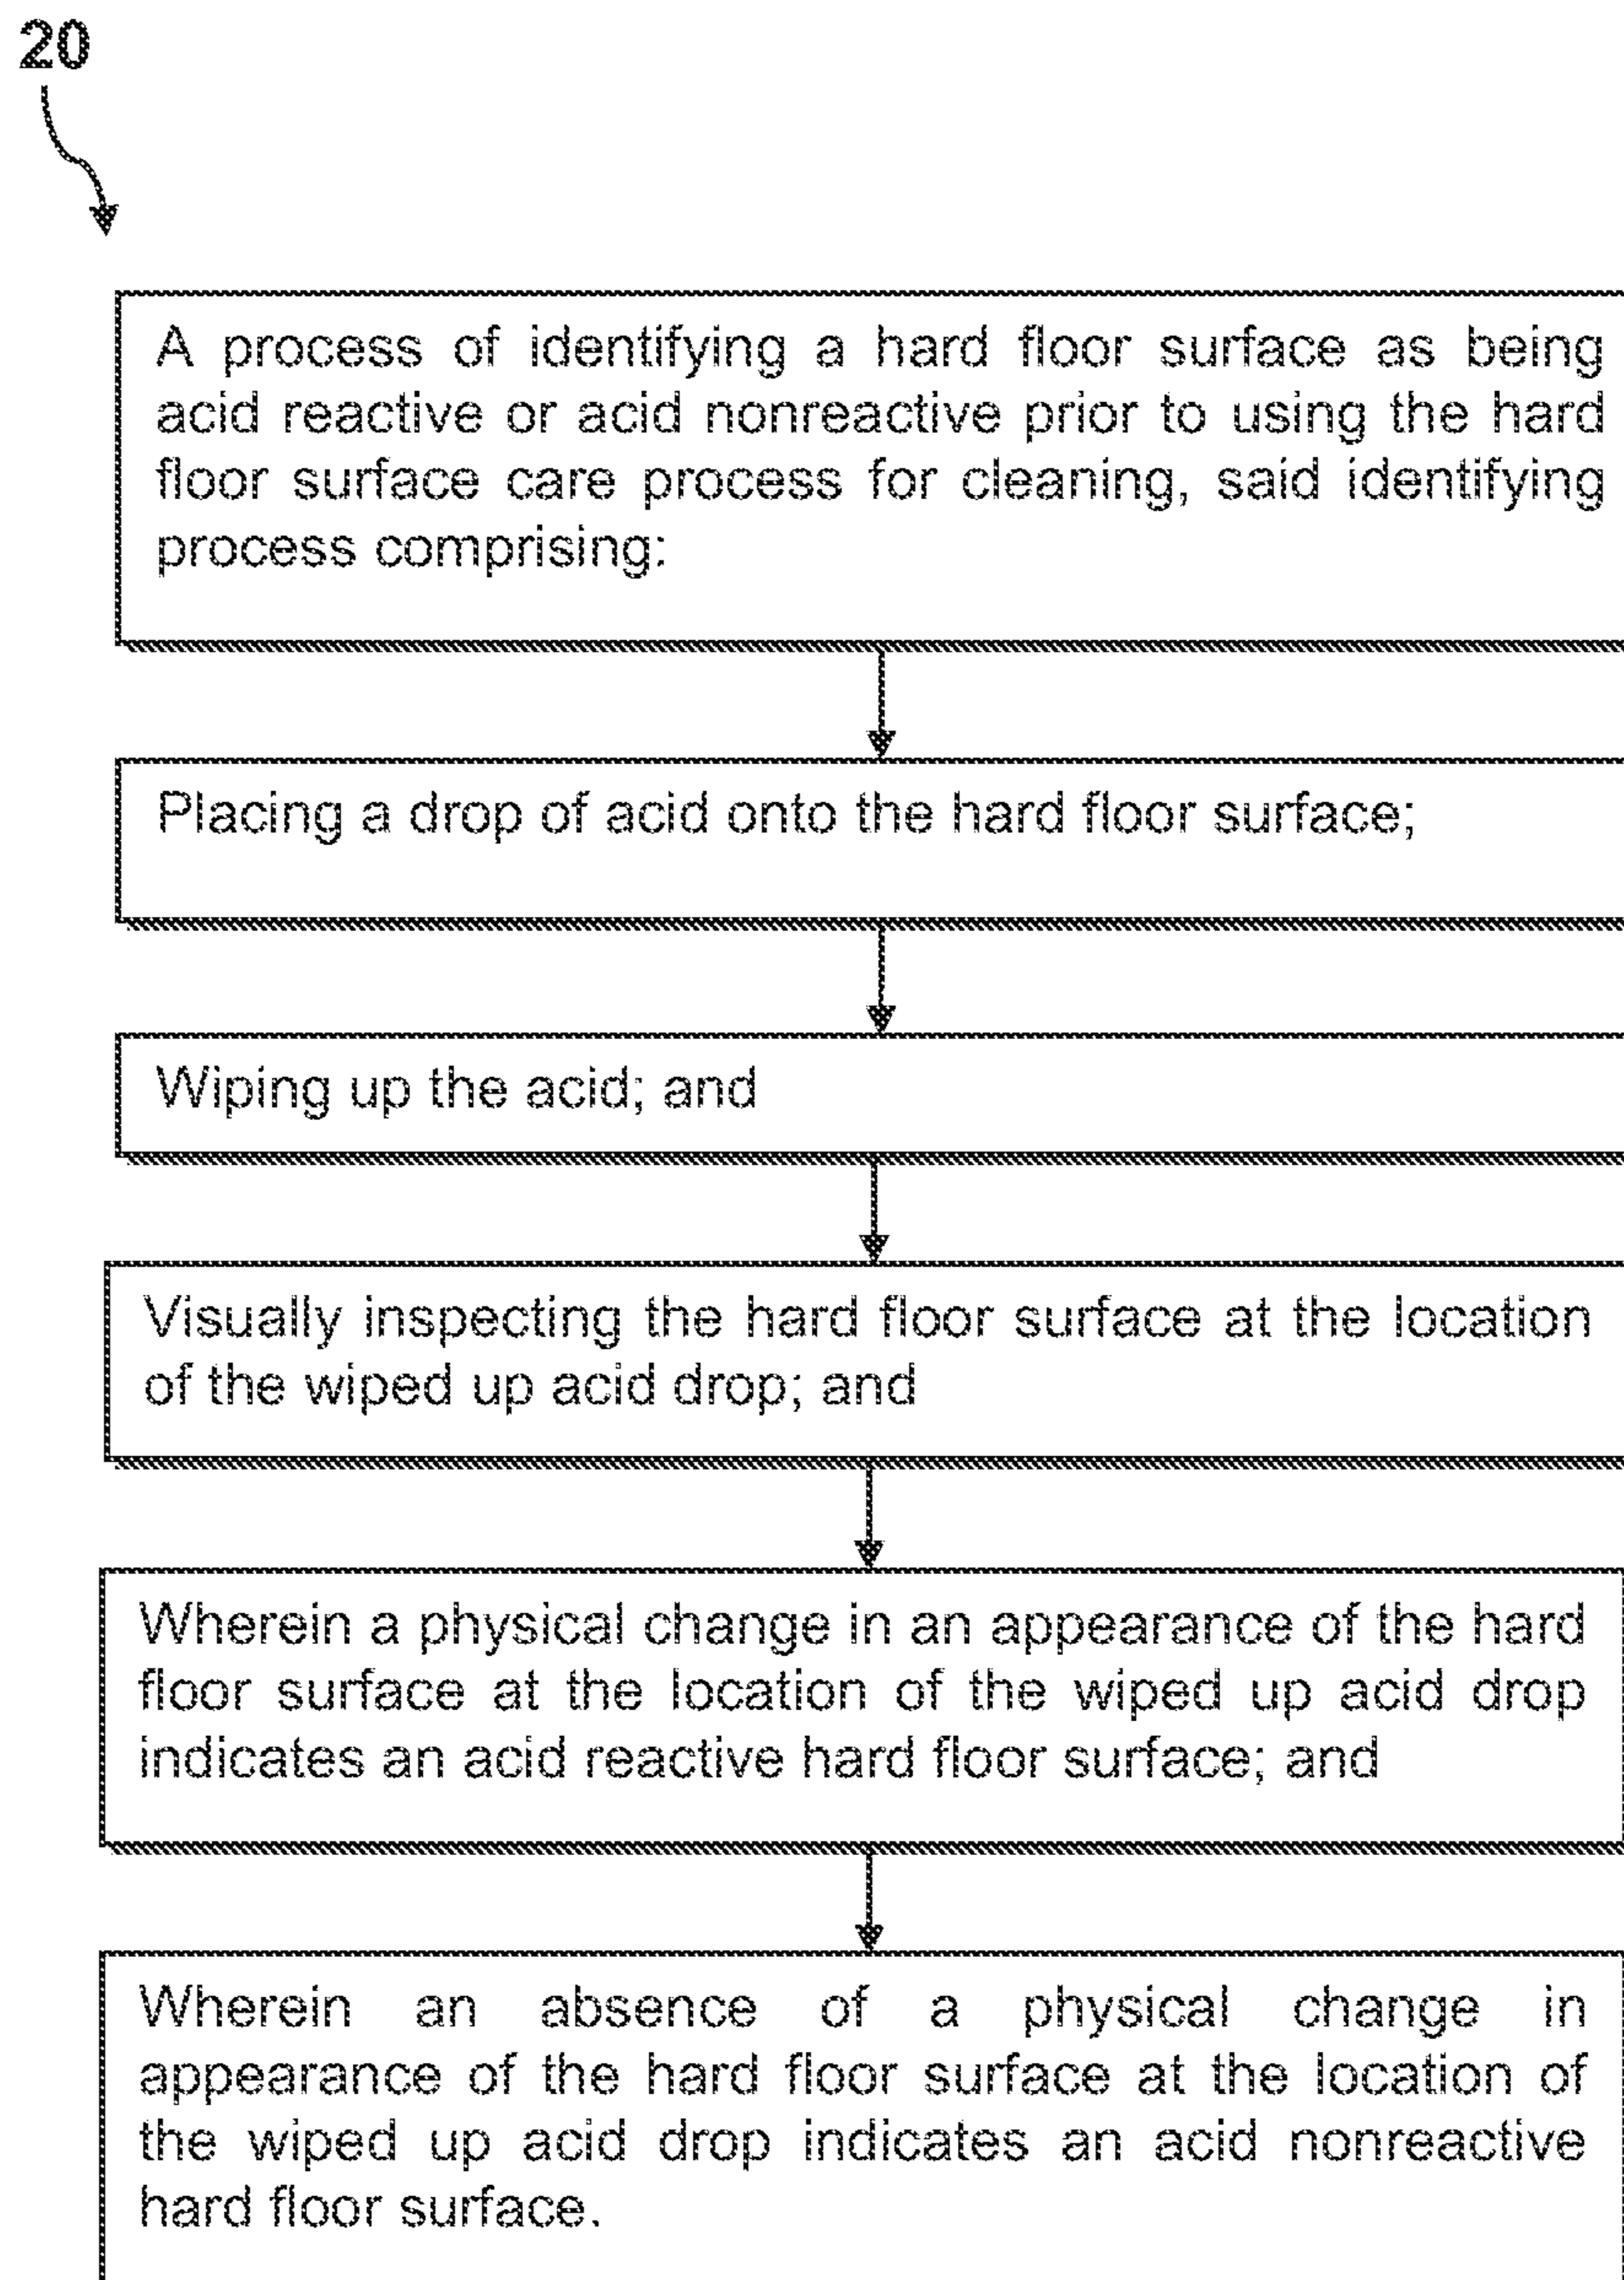 20
A process of identifying a hard floor surface as being
acid reactive or acid nonreactive prior to using the hard
floor surface care process for cleaning, said identifying
process comprising:
Placing a drop of acid onto the hard floor surface;
Wiping up the acid; and
Visually inspecting the hard floor surface at the location
of the wiped up acid drop; and
Wherein a physical change in an appearance of the hard
floor surface at the location of the wiped up acid drop
indicates an acid reactive hard floor surface; and
Wherein an absence of a physical change in
appearance of the hard floor surface at the location of
the wiped up acid drop indicates an acid nonreactive
hard floor surface.